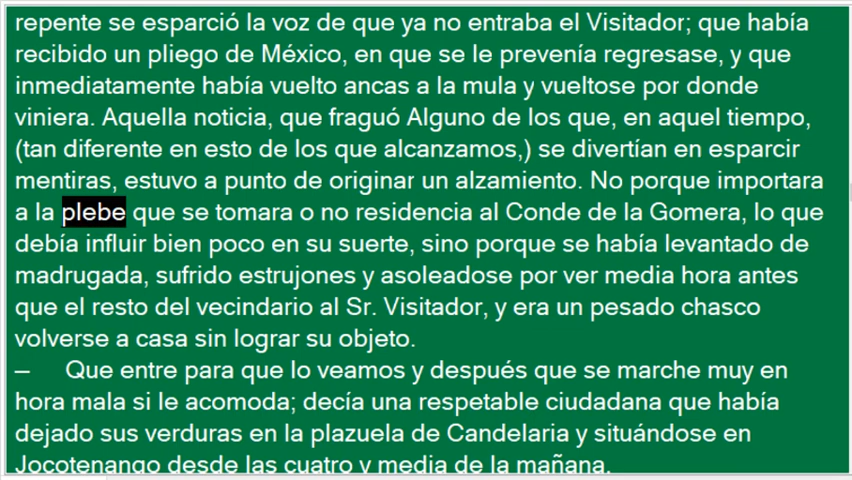 repente se esparció la voz de que ya no entraba el Visitador; que había
recibido un pliego de México, en que se le prevenía regresase, y que
inmediatamente había vuelto ancas a la mula y vueltose por donde
viniera. Aquella noticia, que fraguó Alguno de los que, en aquel tiempo,
(tan diferente en esto de los que alcanzamos,) se divertían en esparcir
mentiras, estuvo a punto de originar un alzamiento. No porque importara
a la plebe que se tomara o no residencia al Conde de la Gomera, lo que
debía influir bien poco en su suerte, sino porque se había levantado de
madrugada, sufrido estrujones y asoleadose por ver media hora antes
que el resto del vecindario al Sr. Visitador, y era un pesado chasco
volverse a casa sin lograr su objeto.
– Que entre para que lo veamos y después que se marche muy en
hora mala si le acomoda; decía una respetable ciudadana que había
dejado sus verduras en la plazuela de Candelaria y situándose en
Jocotenango desde las cuatro y media de la mañana.